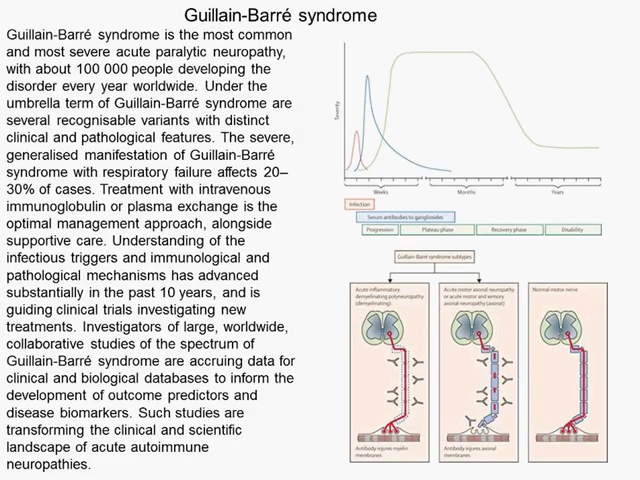 Guillain-Barré syndrome
Guillain-Barré syndrome is the most common
and most severe acute paralytic neuropathy,
with about 100 000 people developing the
disorder every year worldwide. Under the
umbrella term of Guillain-Barré syndrome are
several recognisable variants with distinct
clinical and pathological features. The severe,
generalised manifestation of Guillain-Barré
syndrome with respiratory failure affects 20–
30% of cases. Treatment with intravenous
immunoglobulin or plasma exchange is the
optimal management approach, alongside
supportive care. Understanding of the
infectious triggers and immunological and
pathological mechanisms has advanced
substantially in the past 10 years, and is
guiding clinical trials investigating new
treatments. Investigators of large, worldwide,
collaborative studies of the spectrum of
Guillain-Barré syndrome are accruing data for
clinical and biological databases to inform the
development of outcome predictors and
disease biomarkers. Such studies are
transforming the clinical and scientific
landscape of acute autoimmune
neuropathies.
Severity
Weeks Months Years
Infection
Serum antibodies to gangliosides
Progression Plateau phase Recovery phase Disability
Guillain-Barré syndrome subtypes
Acute inflammatory
demyelinating polyneuropathy
(demyelinating)
Acute motor axonal neuropathy
or acute motor and sensory
axonal neuropathy (axonal)
Normal motor nerve
Antibody injures myelin
membranes
Antibody injures axonal
membranes